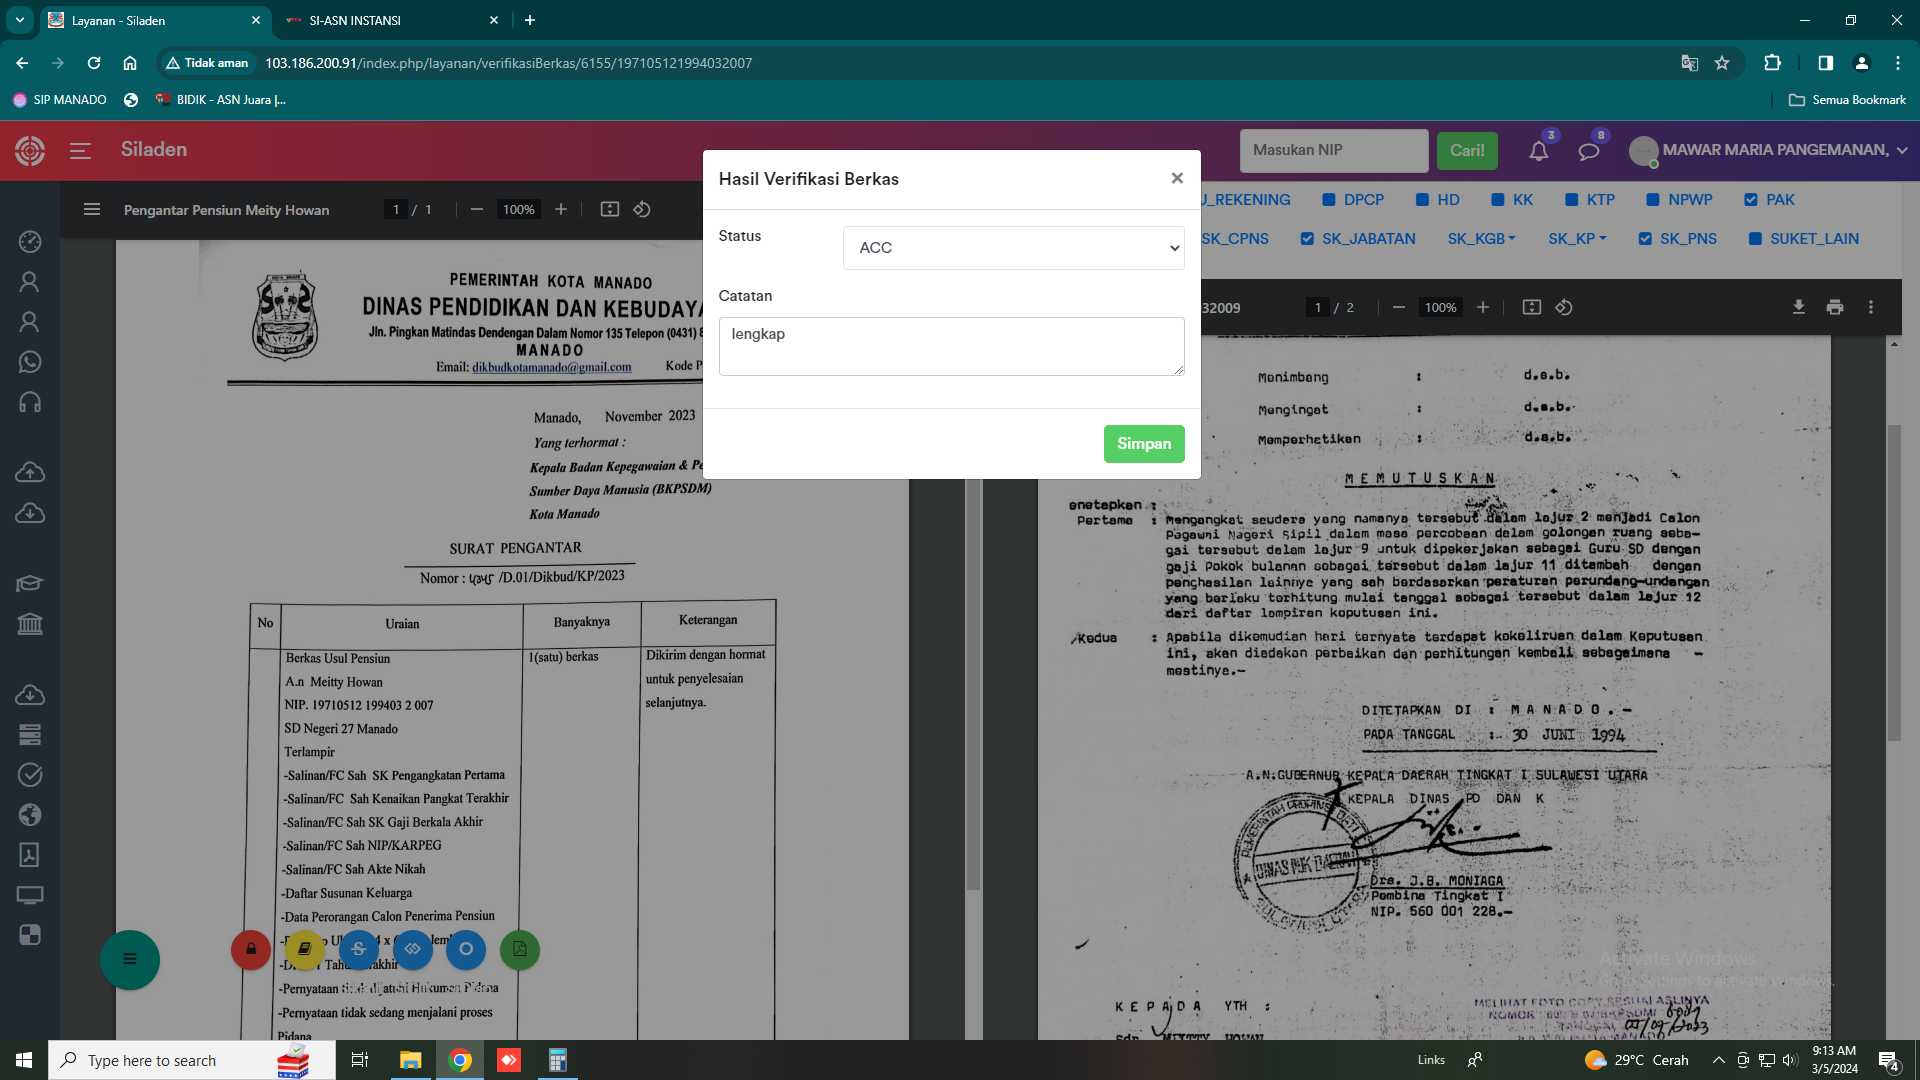 Layanan - Siladen
SI-ASN INSTANSI
Tidak aman
103.186.200.91/index.php/layanan/verifikasiBerkas/6155/197105121994032007
SIP MANADO
BIDIK - ASN Juara |...
Semua Bookmark
Siladen
Masukan NIP
Cari!
3
8
MAWAR MARIA PANGEMANAN,
Hasil Verifikasi Berkas
×
Status
ACC
Catatan
lengkap
Simpan
Pengantar Pensiun Meity Howan
1 / 1
100%
U_REKENING
DPCP
HD
KK
KTP
NPWP
PAK
SK_CPNS
SK_JABATAN
SK_KGB
SK_KP
SK_PNS
SUKET_LAIN
32009
1 / 2
100%
PEMERINTAH KOTA MANADO
DINAS PENDIDIKAN DAN KEBUDAYA
Jln. Pingkan Matindas Dendengan Dalam Nomor 135 Telepon (0431) 8
MANADO
Email: dikbudkotamanado@gmail.com Kode P
Manado, November 2023
Yang terhormat :
Kepala Badan Kepegawaian & Pe
Sumber Daya Manusia (BKPSDM)
Kota Manado
SURAT PENGANTAR
Nomor : /D.01/Dikbud/KP/2023
No
Uraian
Banyaknya
Keterangan
Berkas Usul Pensiun
1(satu) berkas
Dikirim dengan hormat
A.n Meitty Howan
untuk penyelesaian
NIP. 19710512 199403 2 007
selanjutnya.
SD Negeri 27 Manado
Terlampir
-Salinan/FC Sah SK Pengangkatan Pertama
-Salinan/FC Sah Kenaikan Pangkat Terakhir
-Salinan/FC Sah SK Gaji Berkala Akhir
-Salinan/FC Sah NIP/KARPEG
-Salinan/FC Sah Akte Nikah
-Daftar Susunan Keluarga
-Data Perorangan Calon Penerima Pensiun
-Pernyataan
-Pernyataan tidak sedang menjalani proses
Pidana
Menimbang : d.s.b.
Mengingat : d.s.b.
Memperhatikan : d.s.b.
M E M U T U S K A N
enetapkan :
Pertama : Mengangkat saudara yang namanya tersebut dalam lajur 2 menjadi Calon
Pegawni Negeri Sipil dalam masa percobaan dalam golongan ruang seba-
gai tersebut dalam lajur 9 untuk dipekerjakan sebagai Guru SD dengan
gaji Pokok bulanan sebagai tersebut dalam lajur 11 ditambah dengan
penghasilan lainnya yang sah berdasarkan peraturan perundang-undangan
yang berlaku terhitung mulai tanggal sebagai tersebut dalam lajur 12
dari daftar lampiran keputusan ini.
Kedua : Apabila dikemudian hari ternyata terdapat kekeliruan dalam Keputusan
ini, akan diadakan perbaikan dan perhitungan kembali sebagaimana -
mestinya.-
DITETAPKAN DI : M A N A D O . -
PADA TANGGAL :- 30 JUNI 1994
A.N.GUBERNUR KEPALA DAERAH TINGKAT I SULAWESI UTARA
KEPALA DINAS PD DAN K
Drs. J.B. MONIAGA
Pembina Tingkat I
NIP. 560 001 228.-
K E P A D A YTH :
MELIHAT FOTO COPY SESUAI ASLINYA
Activate Windows
Type here to search
Links
29°C Cerah
9:13 AM
3/5/2024
4